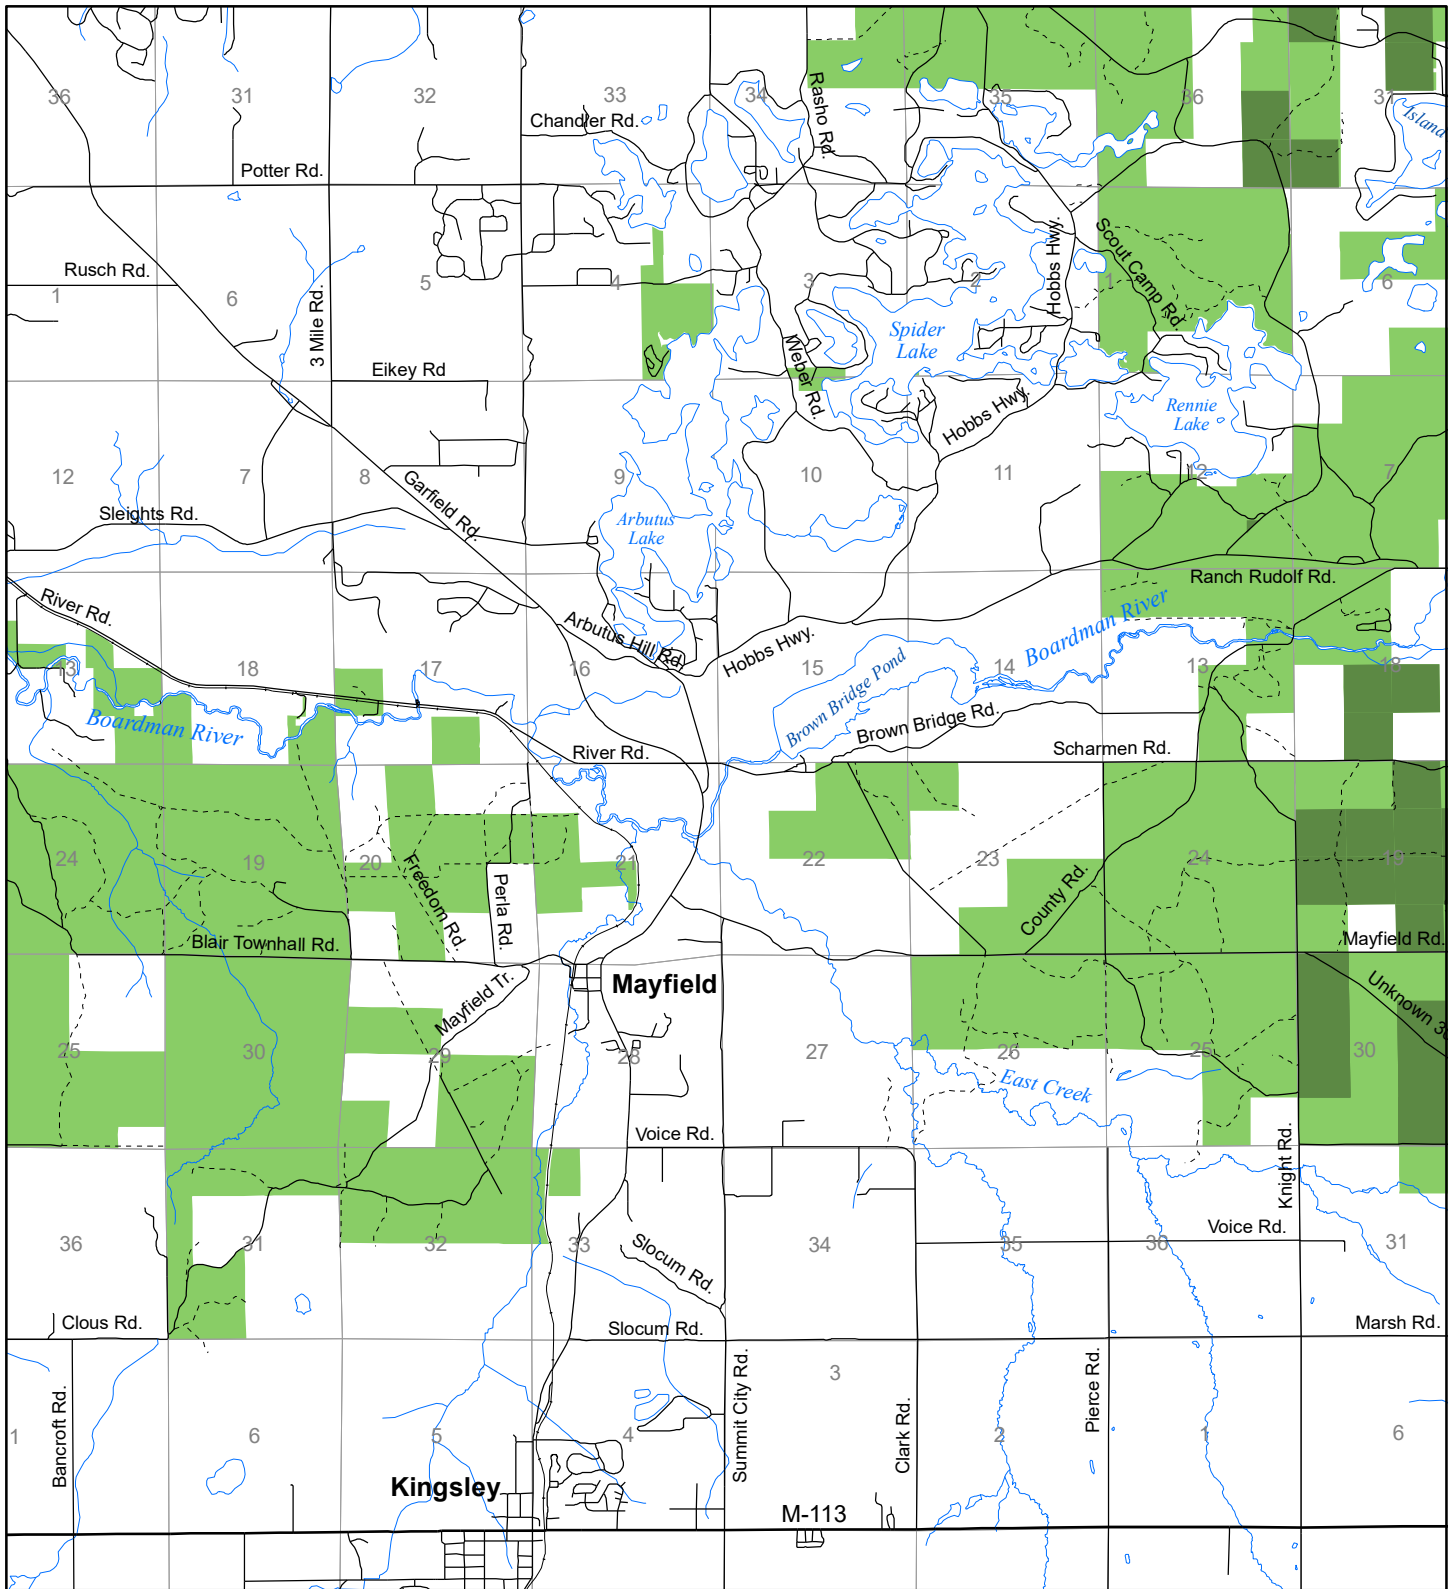 36
31
32
33
34
35
36
31
Island
Chandler Rd.
Rasho Rd.
Potter Rd.
Rusch Rd.
1
6
3 Mile Rd.
5
4
3
2
Hobbs Hwy.
1
Scout Camp Rd.
6
Spider
Lake
Weber Rd.
Eikey Rd
Hobbs Hwy.
Rennie
Lake
12
7
8
Garfield Rd.
9
10
11
12
7
Sleights Rd.
Arbutus
Lake
Ranch Rudolf Rd.
River Rd.
Arbutus Hill Rd.
Hobbs Hwy.
Boardman River
13
18
17
16
15
14
13
18
Brown Bridge Pond
Boardman River
Brown Bridge Rd.
River Rd.
Scharmen Rd.
24
19
20
Freedom Rd.
Perla Rd.
21
22
23
County Rd.
24
19
Blair Townhall Rd.
Mayfield Rd.
Mayfield
Mayfield Tr.
Unknown 30
25
30
29
28
27
26
25
30
East Creek
Voice Rd.
Knight Rd.
36
31
32
33
Slocum Rd.
34
35
36
Voice Rd.
31
Clous Rd.
Slocum Rd.
Marsh Rd.
Bancroft Rd.
Summit City Rd.
3
Clark Rd.
Pierce Rd.
1
6
5
4
2
1
6
Kingsley
M-113